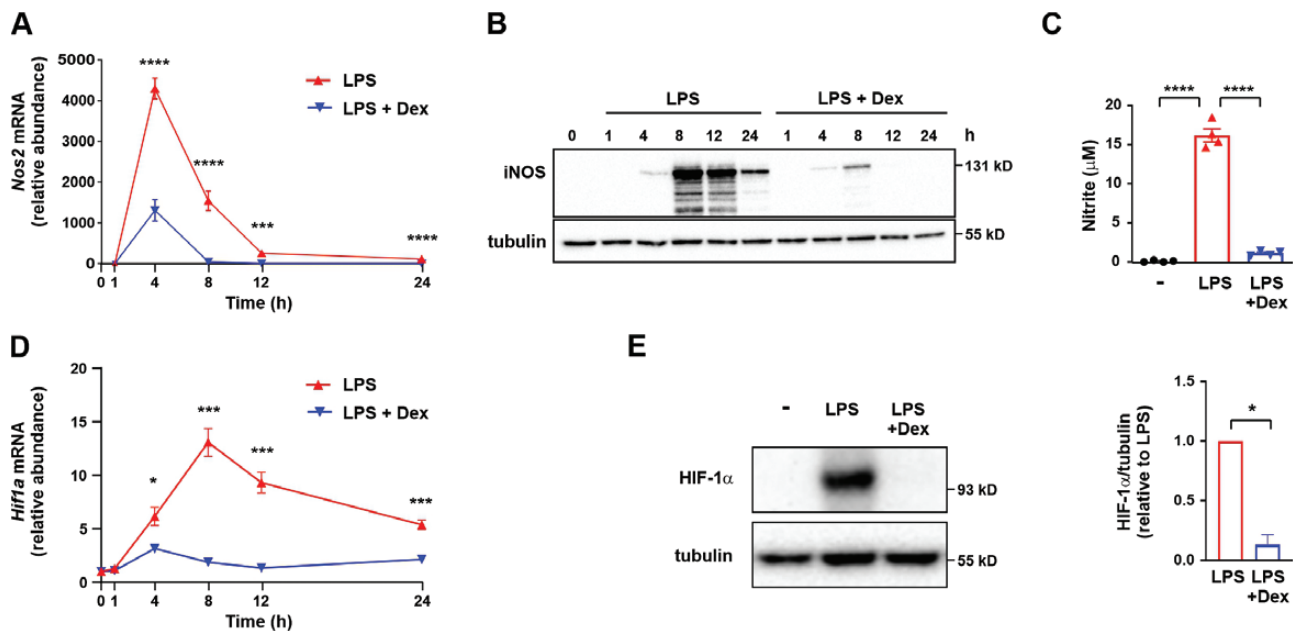 A
Nos2 mRNA
(relative abundance)
5000
4000
3000
2000
1000
0
****
****
***
****
LPS
LPS + Dex
0 1 4 8 12 24
Time (h)
B
LPS
LPS + Dex
0 1 4 8 12 24 1 4 8 12 24 h
iNOS
131 kD
tubulin
55 kD
C
Nitrite (μM)
20
15
10
5
0
**** ****
- LPS LPS
+Dex
D
Hif1a mRNA
(relative abundance)
20
15
10
5
0
*
***
***
***
LPS
LPS + Dex
0 1 4 8 12 24
Time (h)
E
- LPS LPS
+Dex
HIF-1α
93 kD
tubulin
55 kD
HIF-1α/tubulin
(relative to LPS)
1.5
1.0
0.5
0.0
*
LPS LPS
+Dex